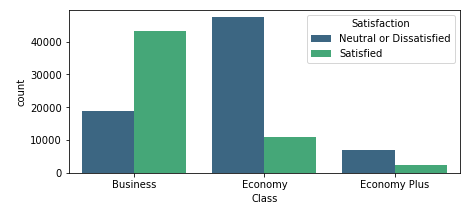 Satisfaction
Neutral or Dissatisfied
Satisfied
40000
30000
20000
10000
0
count
Business Economy Economy Plus
Class